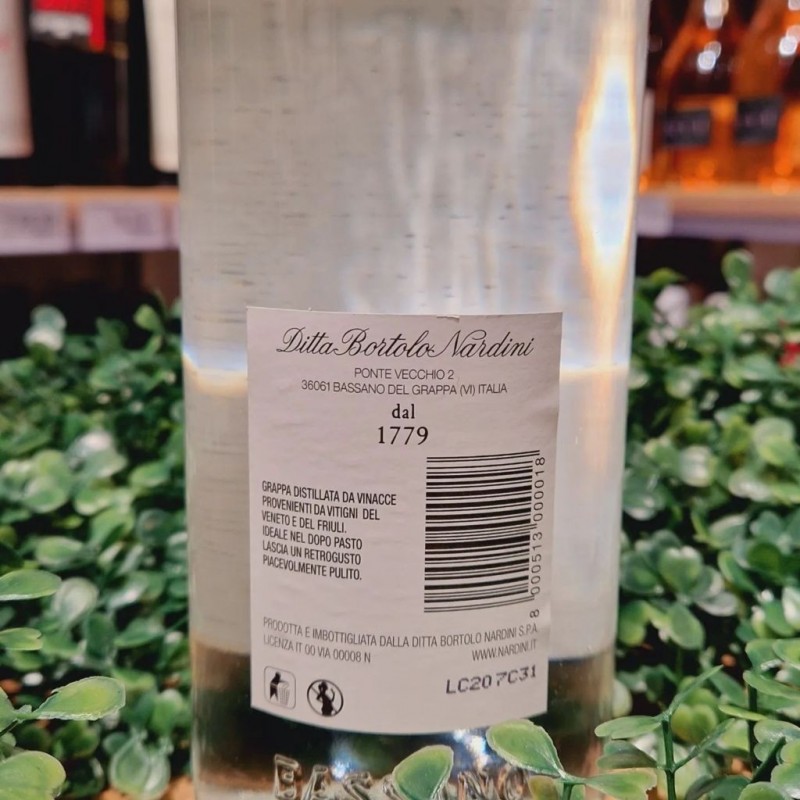 Ditta Bortolo Nardini
PONTE VECCHIO 2
36061 BASSANO DEL GRAPPA (VI) ITALIA
dal
1779
GRAPPA DISTILLATA DA VINACCE
PROVENIENTI DA VITIGNI DEL
VENETO E DEL FRIULI.
IDEALE NEL DOPO PASTO
LASCIA UN RETROGUSTO
PIACEVOLMENTE PULITO.
8 000513 000018
PRODOTTA E IMBOTTIGLIATA DALLA DITTA BORTOLO NARDINI S.P.A.
LICENZA IT 00 VIA 00008 N
WWW.NARDINI.IT
LC207C31
BASSANO